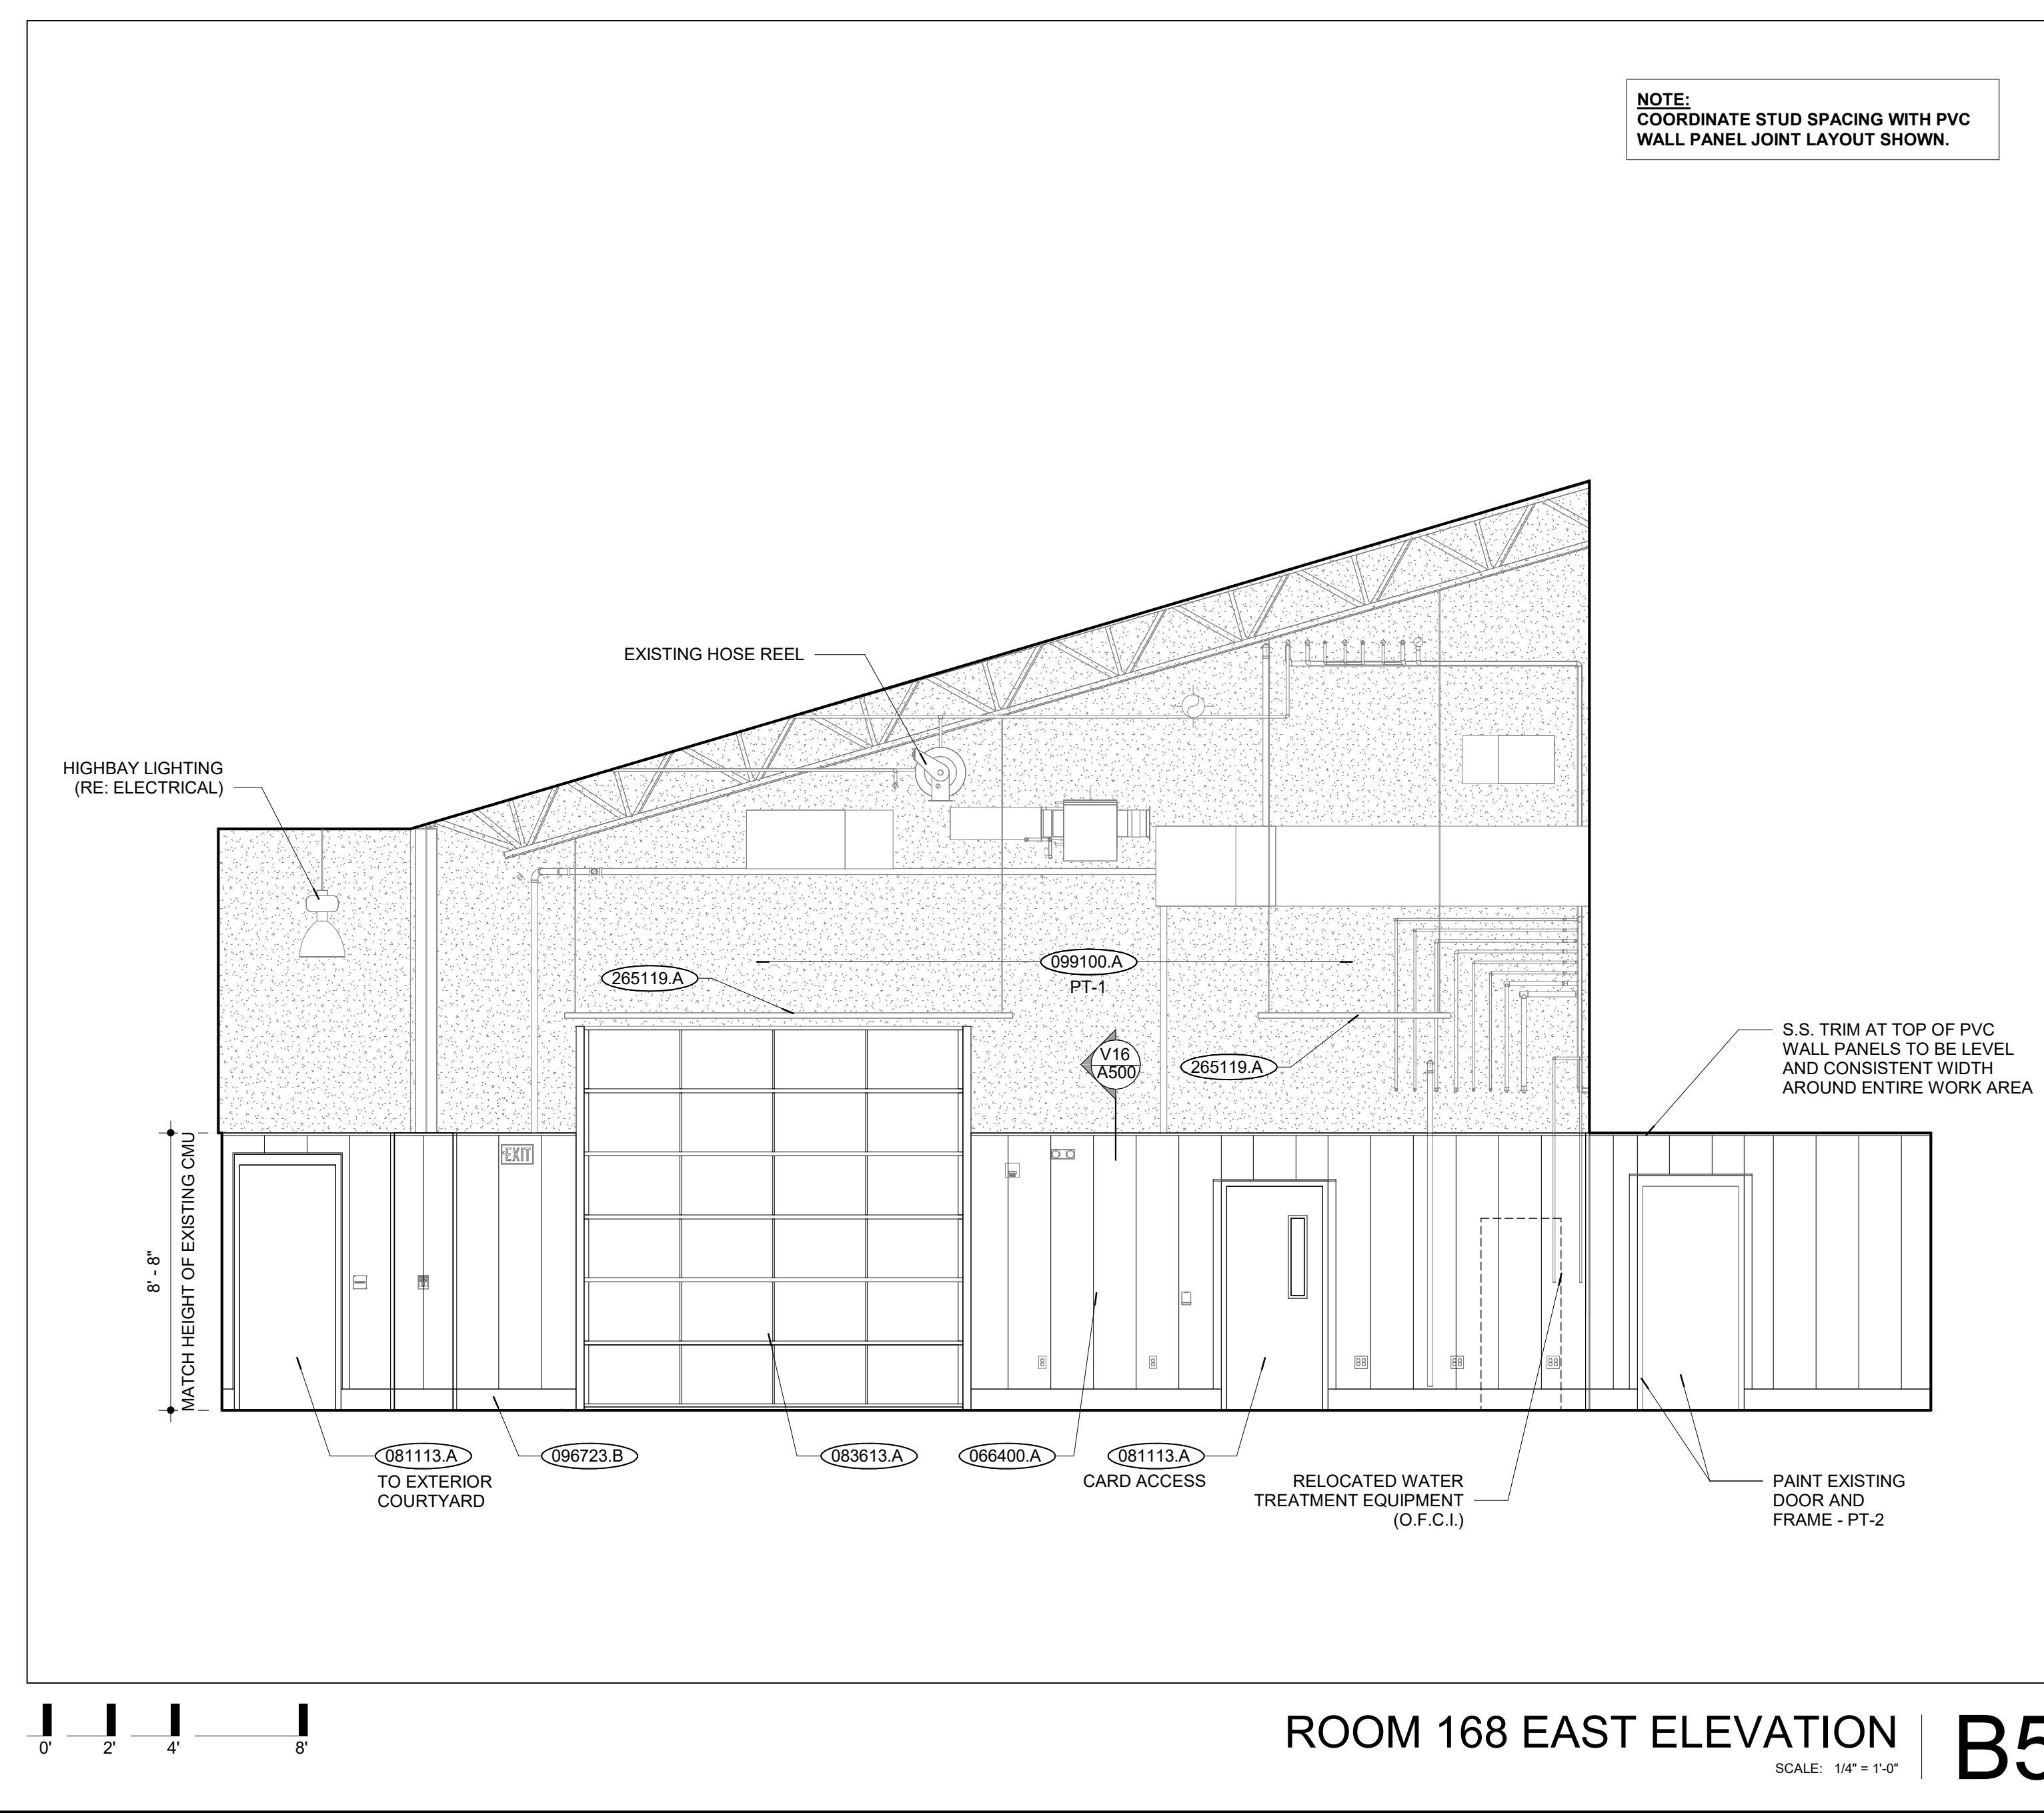 NOTE:
COORDINATE STUD SPACING WITH PVC
WALL PANEL JOINT LAYOUT SHOWN.
EXISTING HOSE REEL
HIGHBAY LIGHTING
(RE: ELECTRICAL)
265119.A
099100.A
PT-1
V16
A500
265119.A
S.S. TRIM AT TOP OF PVC
WALL PANELS TO BE LEVEL
AND CONSISTENT WIDTH
AROUND ENTIRE WORK AREA
EXIT
8' - 8"
MATCH HEIGHT OF EXISTING CMU
081113.A
TO EXTERIOR
COURTYARD
096723.B
083613.A
066400.A
081113.A
CARD ACCESS
RELOCATED WATER
TREATMENT EQUIPMENT
(O.F.C.I.)
PAINT EXISTING
DOOR AND
FRAME - PT-2
0' 2' 4' 8'
ROOM 168 EAST ELEVATION
SCALE: 1/4" = 1'-0"
B5